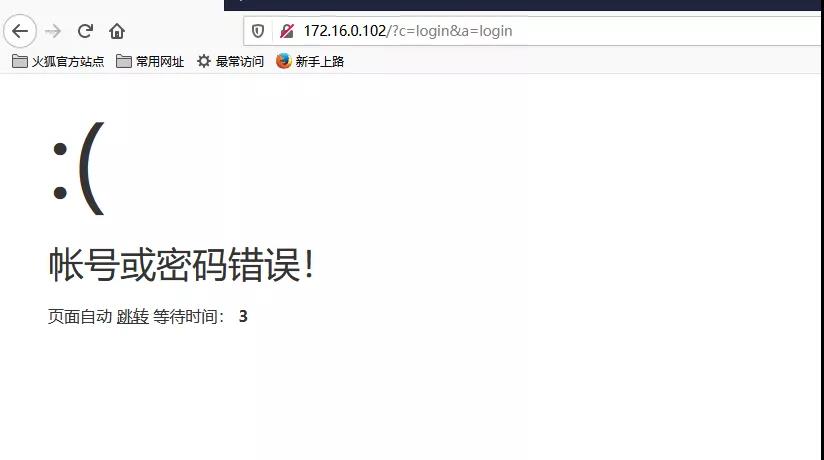 172.16.0.102/?c=login&a=login
火狐官方站点 常用网址 最常访问 新手上路
:(
帐号或密码错误！
页面自动 跳转 等待时间： 3